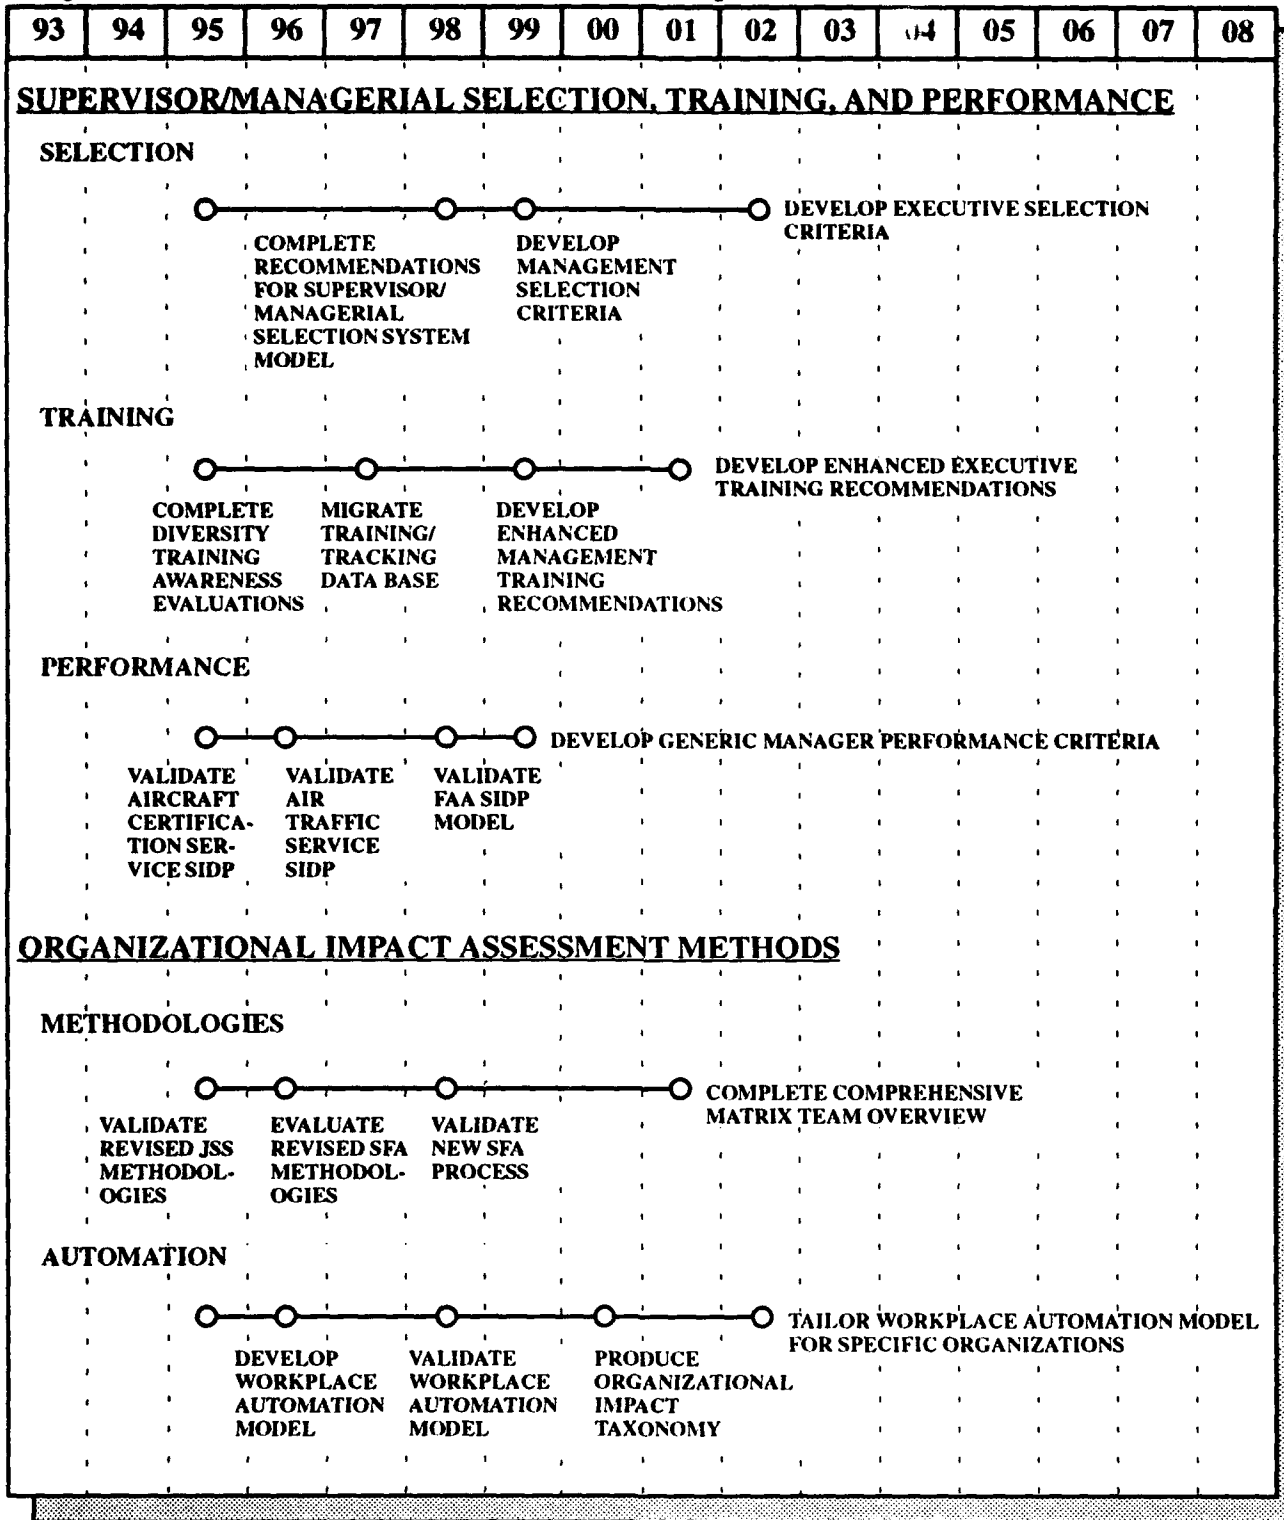 93 94 95 96 97 98 99 00 01 02 03 04 05 06 07 08
SUPERVISOR/MANAGERIAL SELECTION, TRAINING, AND PERFORMANCE
SELECTION
DEVELOP EXECUTIVE SELECTION
CRITERIA
COMPLETE
RECOMMENDATIONS
FOR SUPERVISOR/
MANAGERIAL
SELECTION SYSTEM
MODEL
DEVELOP
MANAGEMENT
SELECTION
CRITERIA
TRAINING
DEVELOP ENHANCED EXECUTIVE
TRAINING RECOMMENDATIONS
COMPLETE
DIVERSITY
TRAINING
AWARENESS
EVALUATIONS
MIGRATE
TRAINING/
TRACKING
DATA BASE
DEVELOP
ENHANCED
MANAGEMENT
TRAINING
RECOMMENDATIONS
PERFORMANCE
DEVELOP GENERIC MANAGER PERFORMANCE CRITERIA
VALIDATE
AIRCRAFT
CERTIFICA-
TION SER-
VICE SIDP
VALIDATE
AIR
TRAFFIC
SERVICE
SIDP
VALIDATE
FAA SIDP
MODEL
ORGANIZATIONAL IMPACT ASSESSMENT METHODS
METHODOLOGIES
COMPLETE COMPREHENSIVE
MATRIX TEAM OVERVIEW
VALIDATE
REVISED JSS
METHODOL-
OGIES
EVALUATE
REVISED SFA
METHODOL-
OGIES
VALIDATE
NEW SFA
PROCESS
AUTOMATION
TAILOR WORKPLACE AUTOMATION MODEL
FOR SPECIFIC ORGANIZATIONS
DEVELOP
WORKPLACE
AUTOMATION
MODEL
VALIDATE
WORKPLACE
AUTOMATION
MODEL
PRODUCE
ORGANIZATIONAL
IMPACT
TAXONOMY